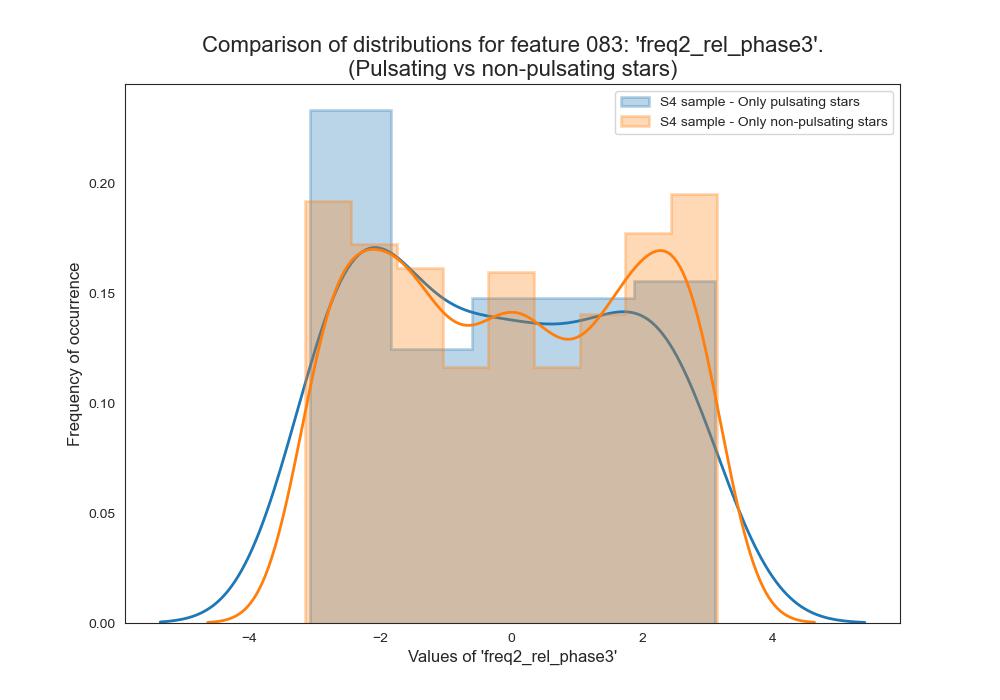 Comparison of distributions for feature 083: 'freq2_rel_phase3'.
(Pulsating vs non-pulsating stars)
S4 sample - Only pulsating stars
S4 sample - Only non-pulsating stars
Frequency of occurrence
0.20
0.15
0.10
0.05
0.00
−4
−2
0
2
4
Values of 'freq2_rel_phase3'